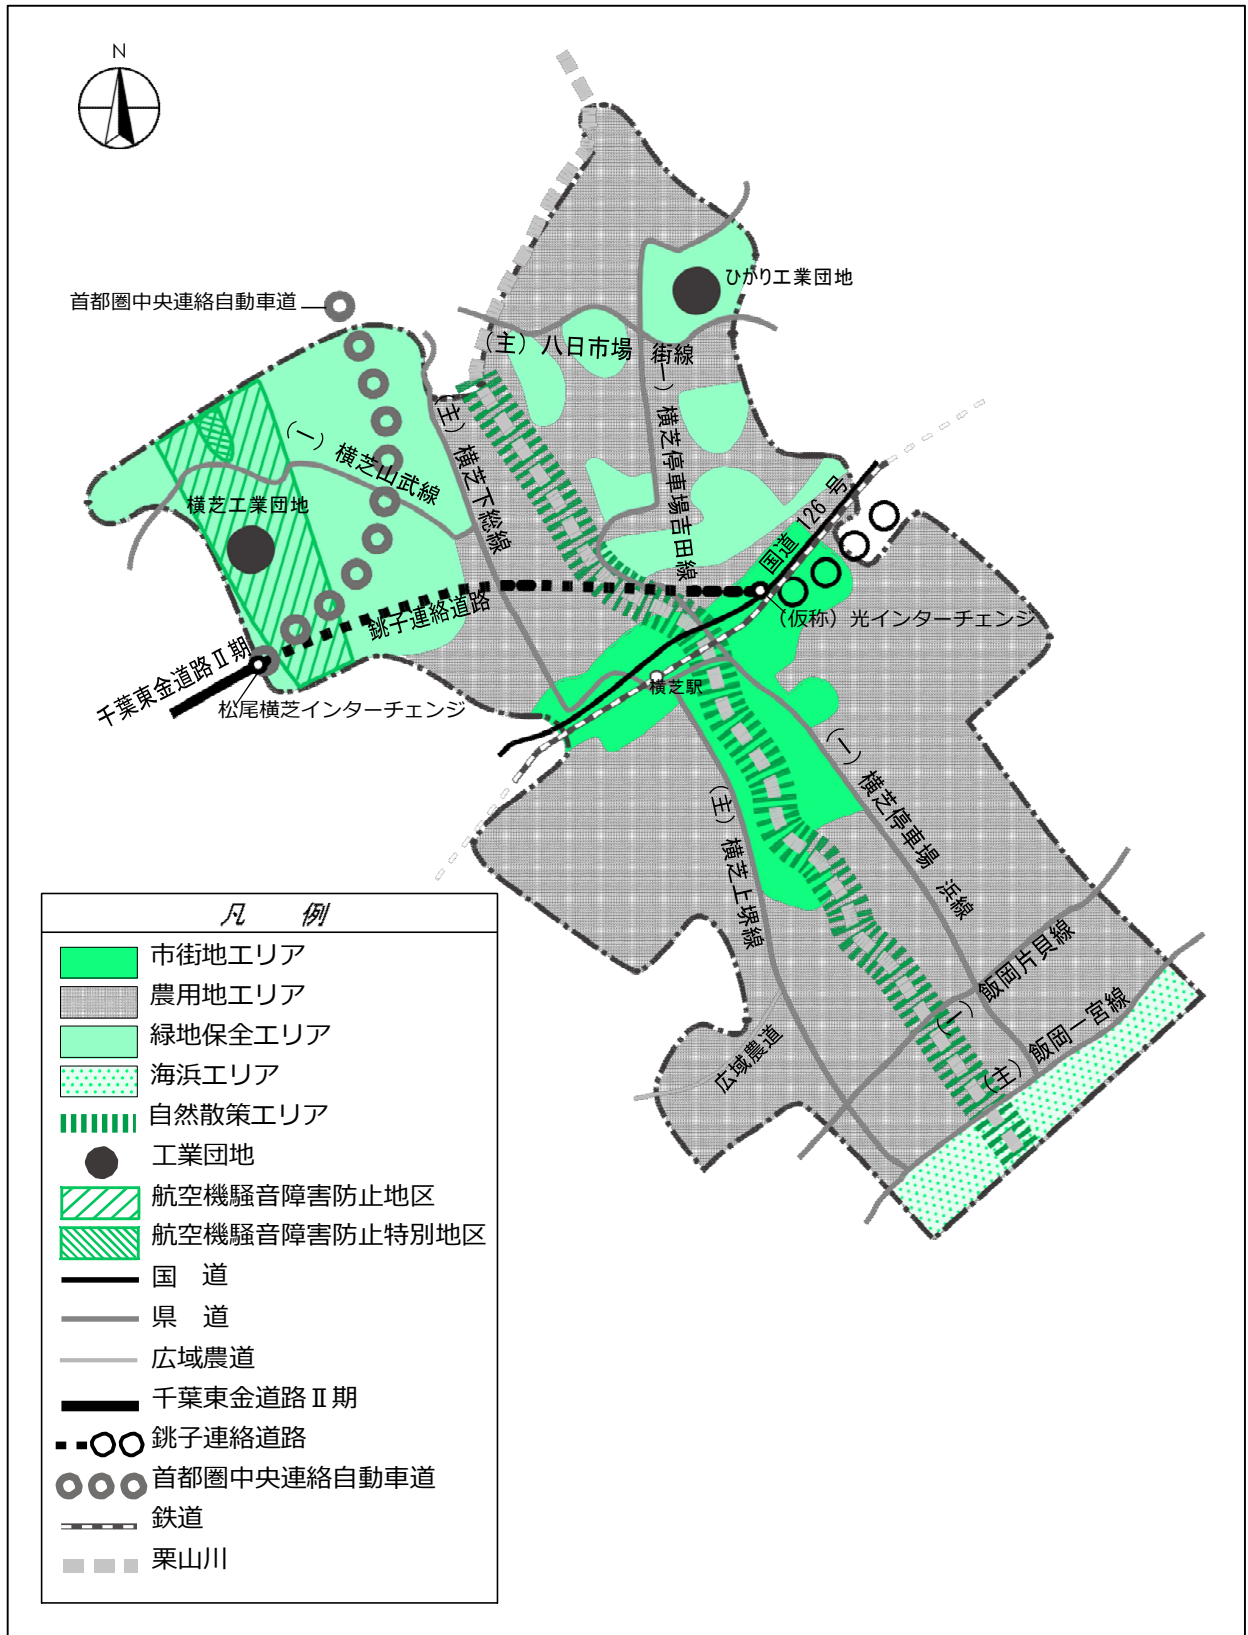 N
首都圏中央連絡自動車道
ひがり工業団地
（主）八日市場　街線
（一）横芝停車場吉田線
（主）横芝下総線
（一）横芝山武線
横芝工業団地
国道 126 号
銚子連絡道路
（仮称）光インターチェンジ
千葉東金道路Ⅱ期
松尾横芝インターチェンジ
横芝駅
（一）横芝停車場　浜線
（主）横芝上堺線
（一）飯岡片貝線
（主）飯岡一宮線
広域農道
凡　例
市街地エリア
農用地エリア
緑地保全エリア
海浜エリア
自然散策エリア
工業団地
航空機騒音障害防止地区
航空機騒音障害防止特別地区
国　道
県　道
広域農道
千葉東金道路Ⅱ期
銚子連絡道路
首都圏中央連絡自動車道
鉄道
栗山川